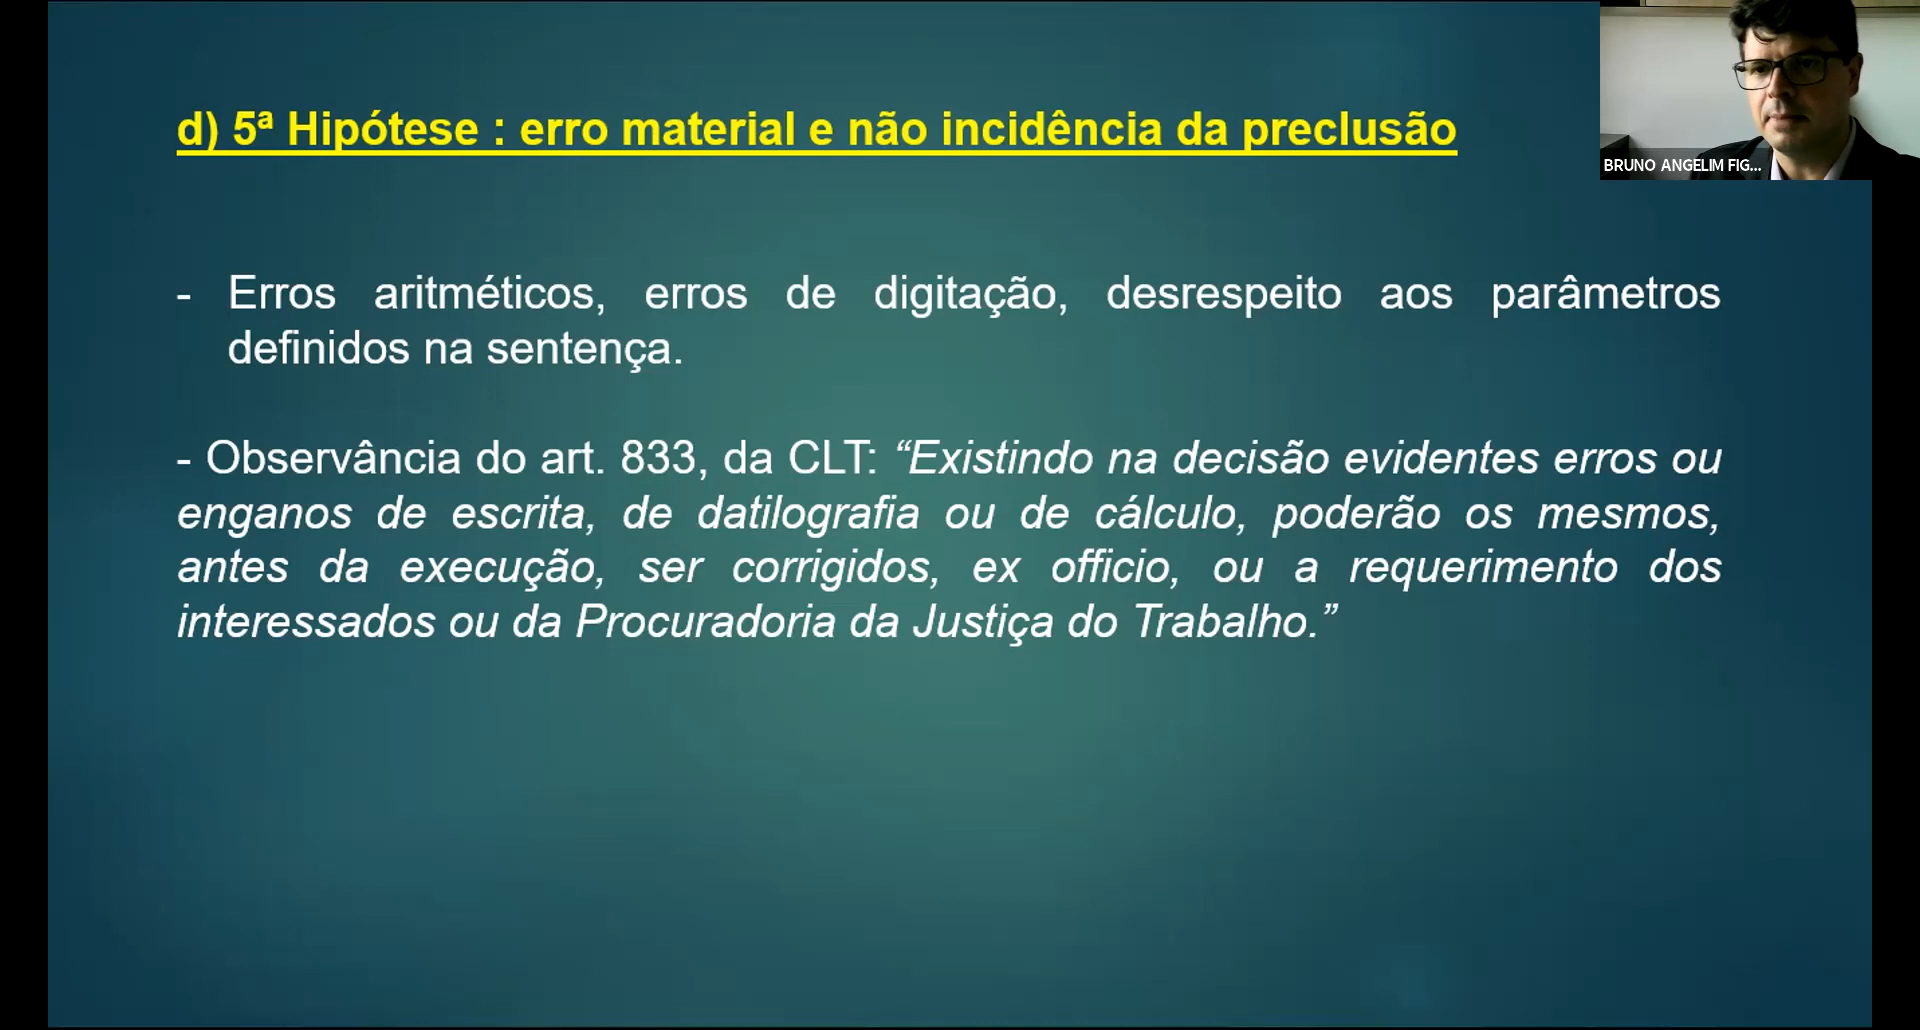 d) 5ª Hipótese : erro material e não incidência da preclusão
BRUNO ANGELIM FIG...
- Erros aritméticos, erros de digitação, desrespeito aos parâmetros
definidos na sentença.
- Observância do art. 833, da CLT: “Existindo na decisão evidentes erros ou
enganos de escrita, de datilografia ou de cálculo, poderão os mesmos,
antes da execução, ser corrigidos, ex officio, ou a requerimento dos
interessados ou da Procuradoria da Justiça do Trabalho.”